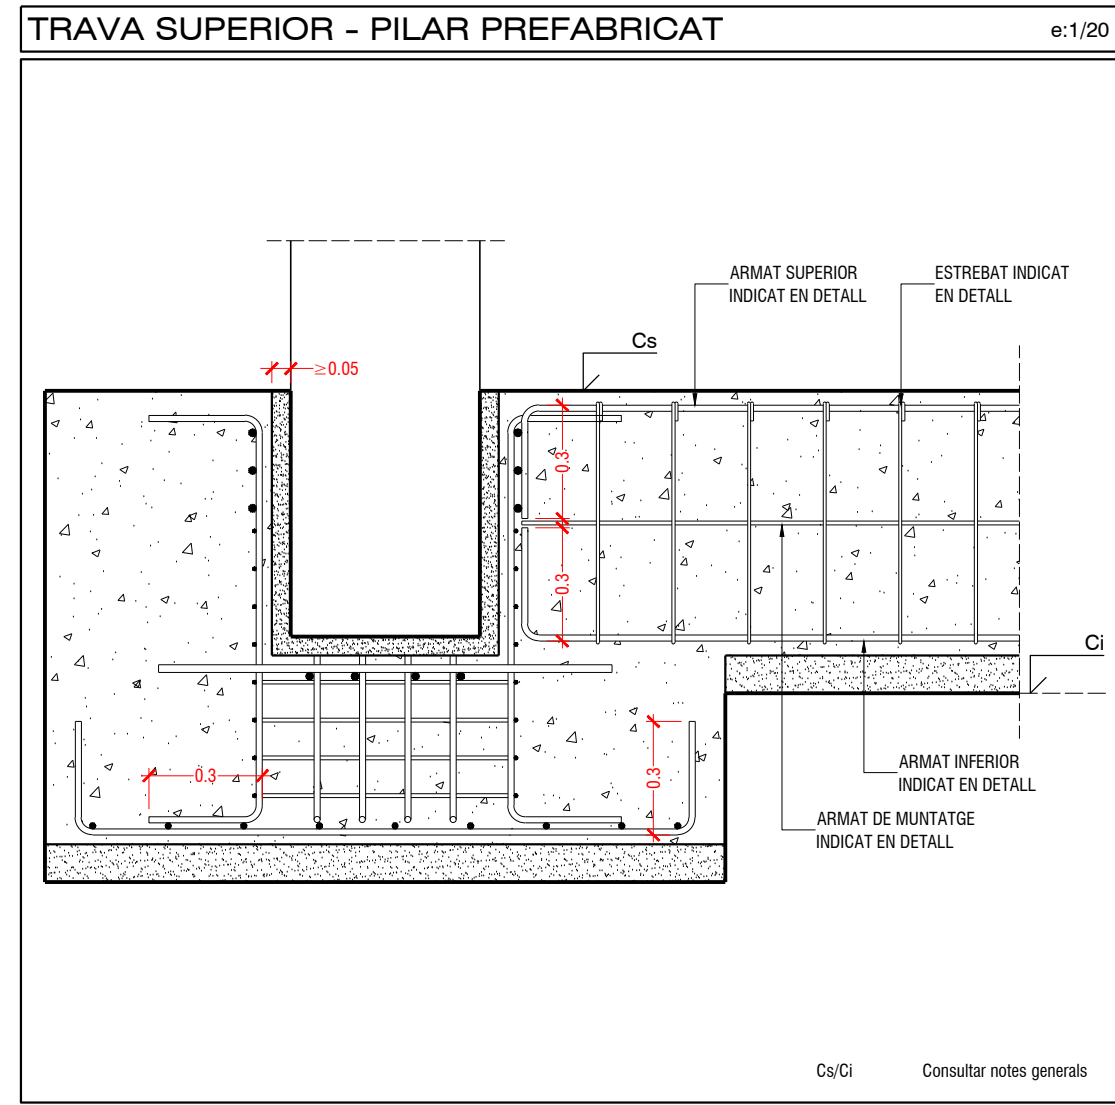 TRAVA SUPERIOR - PILAR PREFABRICAT
e:1/20
ARMAT SUPERIOR
INDICAT EN DETALL
ESTREBAT INDICAT
EN DETALL
Cs
≥0.05
0.3
0.3
Ci
0.3
0.3
ARMAT INFERIOR
INDICAT EN DETALL
ARMAT DE MUNTATGE
INDICAT EN DETALL
Cs/Ci Consultar notes generals